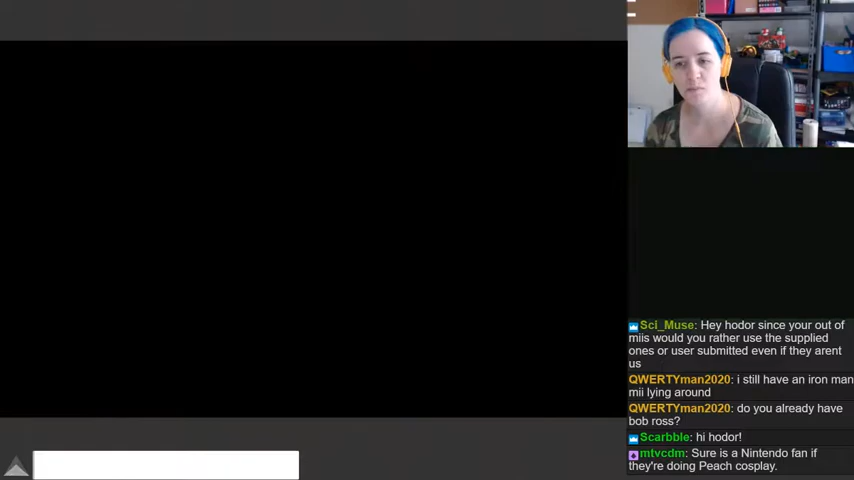 Sci_Muse: Hey hodor since your out of
miis would you rather use the supplied
ones or user submitted even if they arent
us
QWERTYman2020: i still have an iron man
mii lying around
QWERTYman2020: do you already have
bob ross?
Scarbble: hi hodor!
mtvcdm: Sure is a Nintendo fan if
they're doing Peach cosplay.